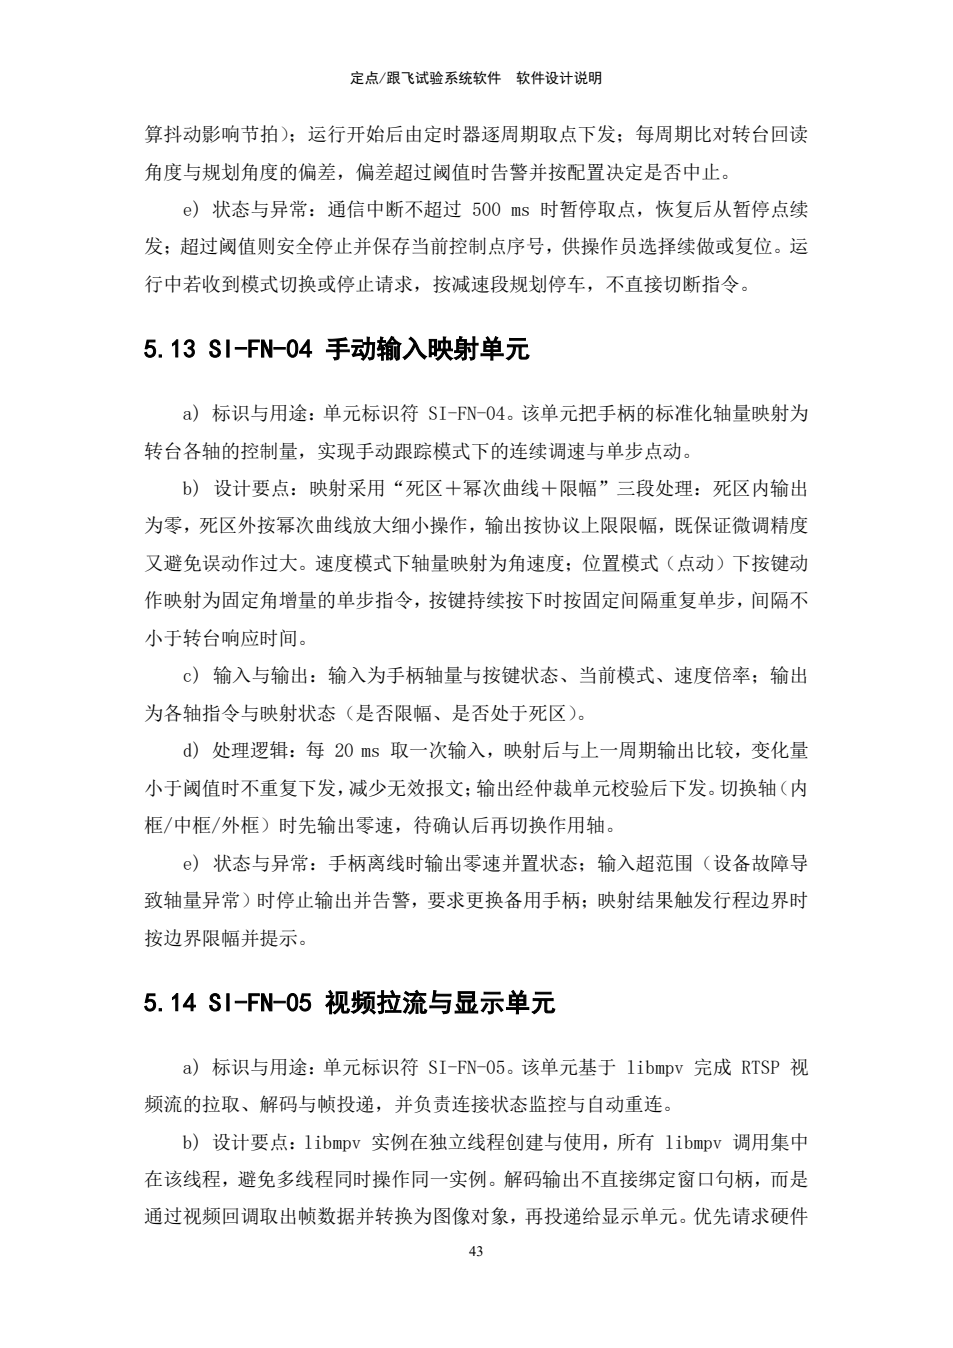 定点/跟飞试验系统软件　软件设计说明
算抖动影响节拍）；运行开始后由定时器逐周期取点下发；每周期比对转台回读
角度与规划角度的偏差，偏差超过阈值时告警并按配置决定是否中止。
e) 状态与异常：通信中断不超过 500 ms 时暂停取点，恢复后从暂停点续
发；超过阈值则安全停止并保存当前控制点序号，供操作员选择续做或复位。运
行中若收到模式切换或停止请求，按减速段规划停车，不直接切断指令。
5.13 SI-FN-04 手动输入映射单元
a) 标识与用途：单元标识符 SI-FN-04。该单元把手柄的标准化轴量映射为
转台各轴的控制量，实现手动跟踪模式下的连续调速与单步点动。
b) 设计要点：映射采用“死区＋幂次曲线＋限幅”三段处理：死区内输出
为零，死区外按幂次曲线放大细小操作，输出按协议上限限幅，既保证微调精度
又避免误动作过大。速度模式下轴量映射为角速度；位置模式（点动）下按键动
作映射为固定角增量的单步指令，按键持续按下时按固定间隔重复单步，间隔不
小于转台响应时间。
c) 输入与输出：输入为手柄轴量与按键状态、当前模式、速度倍率；输出
为各轴指令与映射状态（是否限幅、是否处于死区）。
d) 处理逻辑：每 20 ms 取一次输入，映射后与上一周期输出比较，变化量
小于阈值时不重复下发，减少无效报文；输出经仲裁单元校验后下发。切换轴（内
框/中框/外框）时先输出零速，待确认后再切换作用轴。
e) 状态与异常：手柄离线时输出零速并置状态；输入超范围（设备故障导
致轴量异常）时停止输出并告警，要求更换备用手柄；映射结果触发行程边界时
按边界限幅并提示。
5.14 SI-FN-05 视频拉流与显示单元
a) 标识与用途：单元标识符 SI-FN-05。该单元基于 libmpv 完成 RTSP 视
频流的拉取、解码与帧投递，并负责连接状态监控与自动重连。
b) 设计要点：libmpv 实例在独立线程创建与使用，所有 libmpv 调用集中
在该线程，避免多线程同时操作同一实例。解码输出不直接绑定窗口句柄，而是
通过视频回调取出帧数据并转换为图像对象，再投递给显示单元。优先请求硬件
43